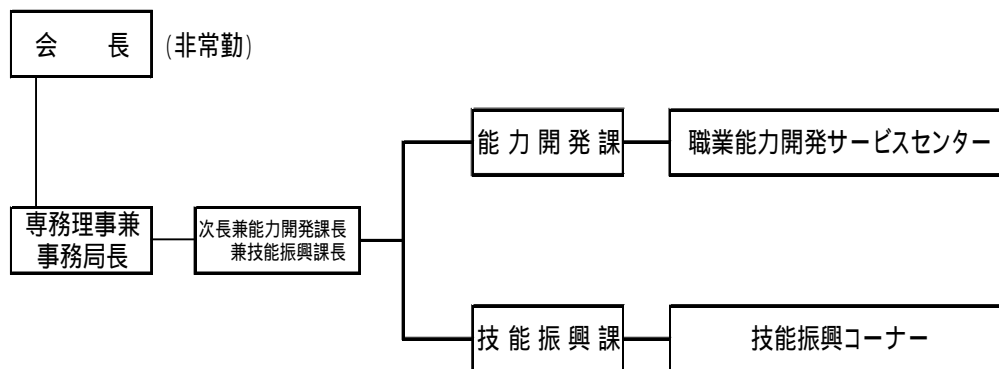 会　長 (非常勤)
能力開発課
職業能力開発サービスセンター
専務理事兼
事務局長
次長兼能力開発課長
兼技能振興課長
技能振興課
技能振興コーナー